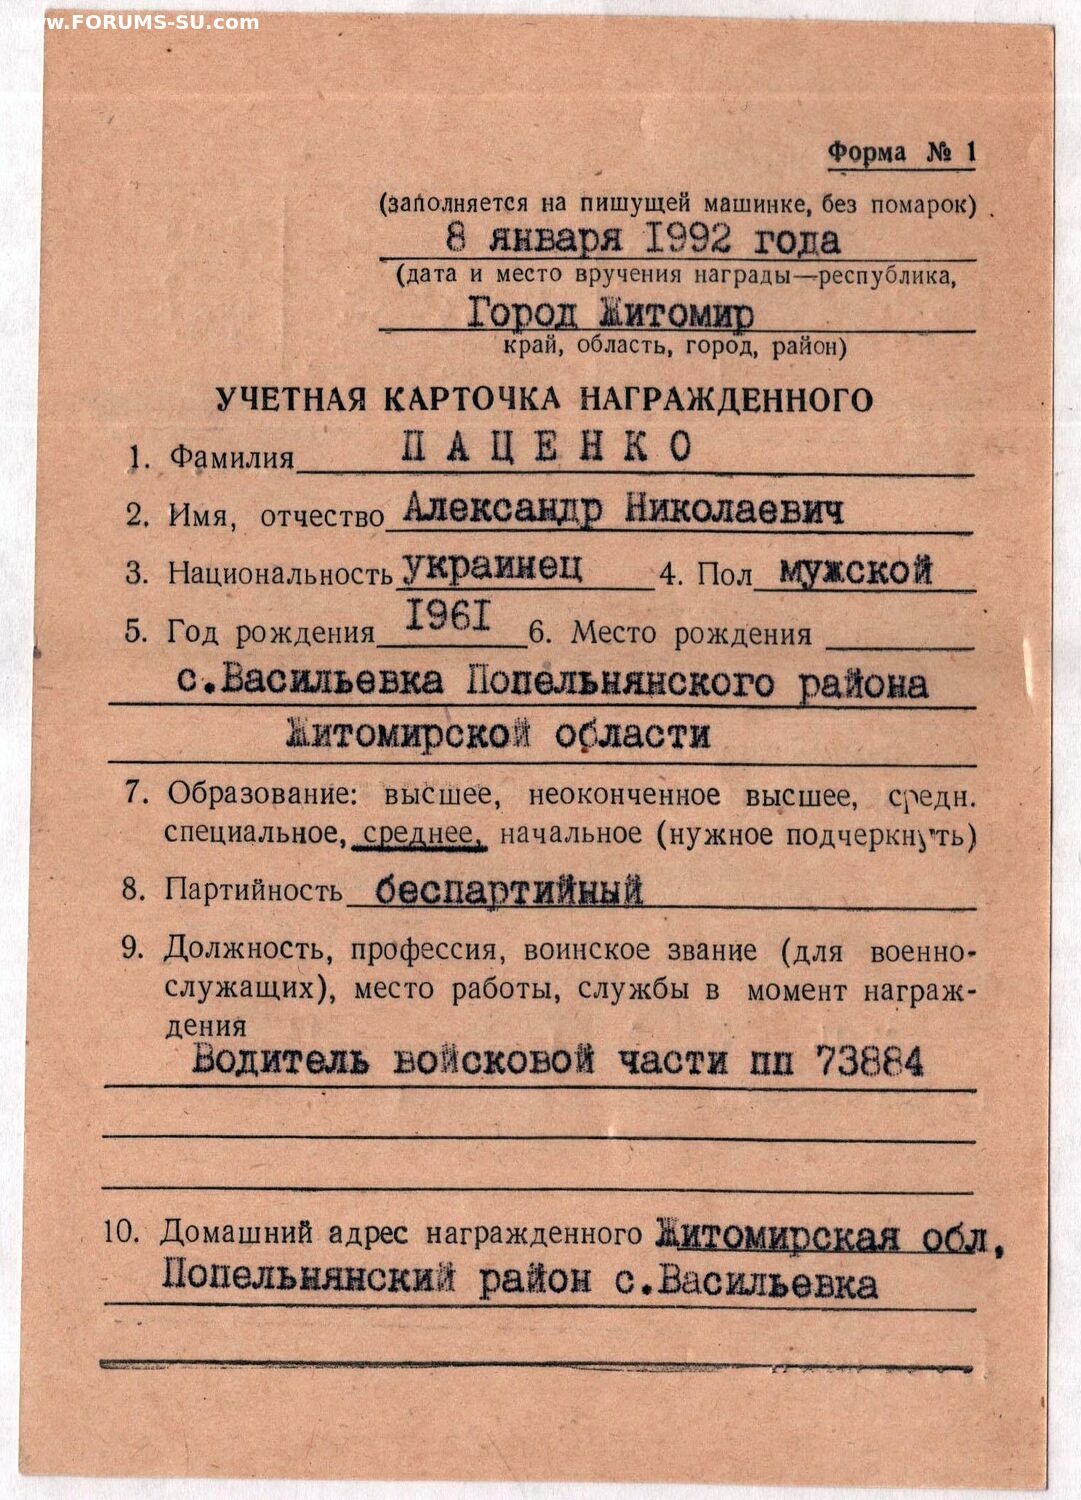 www.FORUMS-SU.com
Форма № 1
(заполняется на пишущей машинке, без помарок)
8 января 1992 года
(дата и место вручения награды—республика,
Город Житомир
край, область, город, район)
УЧЕТНАЯ КАРТОЧКА НАГРАЖДЕННОГО
1. Фамилия П А Ц Е Н К О
2. Имя, отчество Александр Николаевич
3. Национальность украинец 4. Пол мужской
5. Год рождения 1961 6. Место рождения
с.Васильевка Попельнянского района
Житомирской области
7. Образование: высшее, неоконченное высшее, средн.
специальное, среднее, начальное (нужное подчеркнуть)
8. Партийность беспартийный
9. Должность, профессия, воинское звание (для военно-
служащих), место работы, службы в момент награж-
дения
Водитель войсковой части пп 73884
10. Домашний адрес награжденного Житомирская обл,
Попельнянский район с.Васильевка